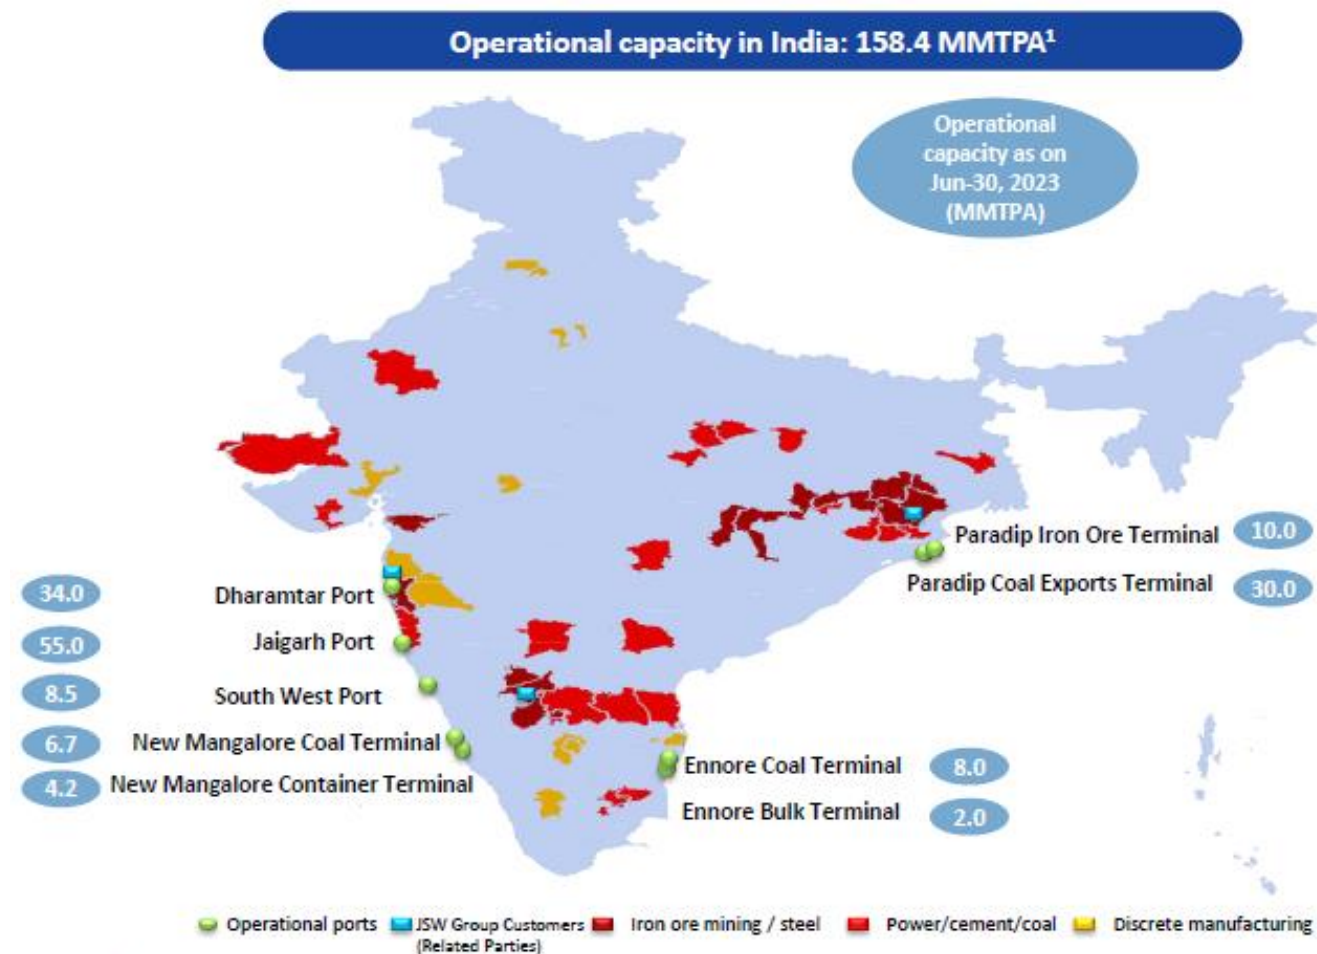 Operational capacity in India: 158.4 MMTPA¹
Operational
capacity as on
Jun-30, 2023
(MMTPA)
Paradip Iron Ore Terminal 10.0
Paradip Coal Exports Terminal 30.0
34.0 Dharamtar Port
55.0 Jaigarh Port
8.5 South West Port
6.7 New Mangalore Coal Terminal
4.2 New Mangalore Container Terminal
Ennore Coal Terminal 8.0
Ennore Bulk Terminal 2.0
Operational ports JSW Group Customers Iron ore mining / steel Power/cement/coal Discrete manufacturing
(Related Parties)